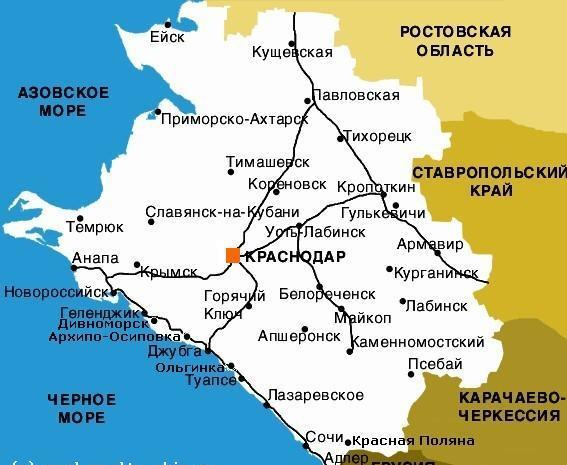 Ейск
Кущевская
РОСТОВСКАЯ
ОБЛАСТЬ
АЗОВСКОЕ
МОРЕ
Павловская
Приморско-Ахтарск
Тихорецк
Тимашевск
СТАВРОПОЛЬСКИЙ
КРАЙ
Кореновск
Кропоткин
Гулькевичи
Славянск-на-Кубани
Темрюк
Усть-Лабинск
Армавир
КРАСНОДАР
Анапа
Крымск
Курганинск
Новороссийск
Горячий
Ключ
Белореченск
Лабинск
Геленджик
Дивноморск
Майкоп
Архипо-Осиповка
Апшеронск
Каменномостский
Джубга
Ольгинка
Туапсе
Псебай
Лазаревское
ЧЕРНОЕ
МОРЕ
КАРАЧАЕВО-
ЧЕРКЕССИЯ
Сочи
Красная Поляна
Адлер